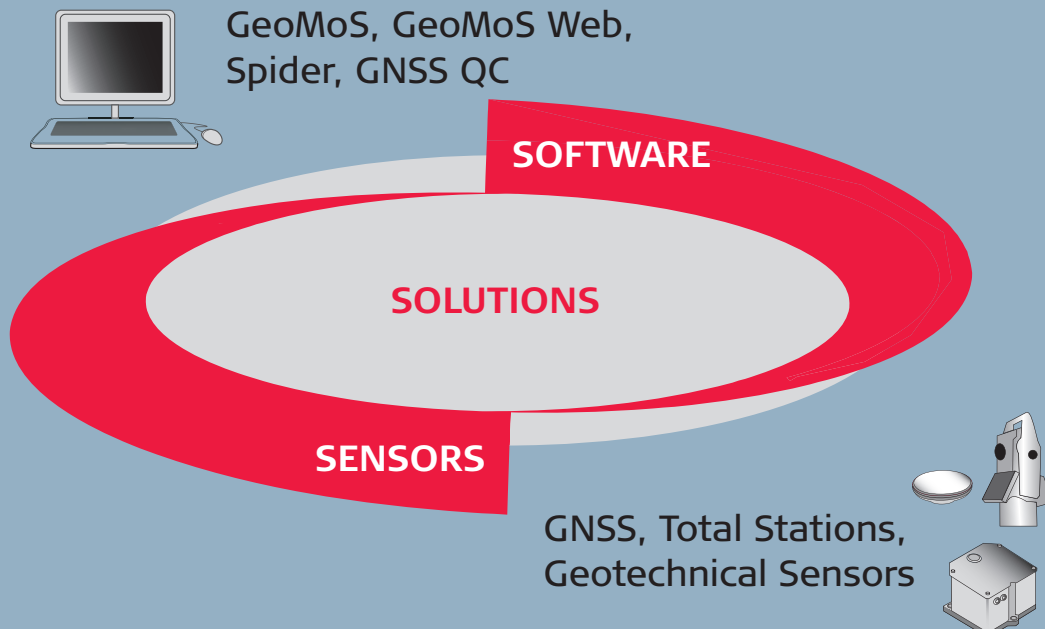 GeoMoS, GeoMoS Web,
Spider, GNSS QC
SOFTWARE
SOLUTIONS
SENSORS
GNSS, Total Stations,
Geotechnical Sensors